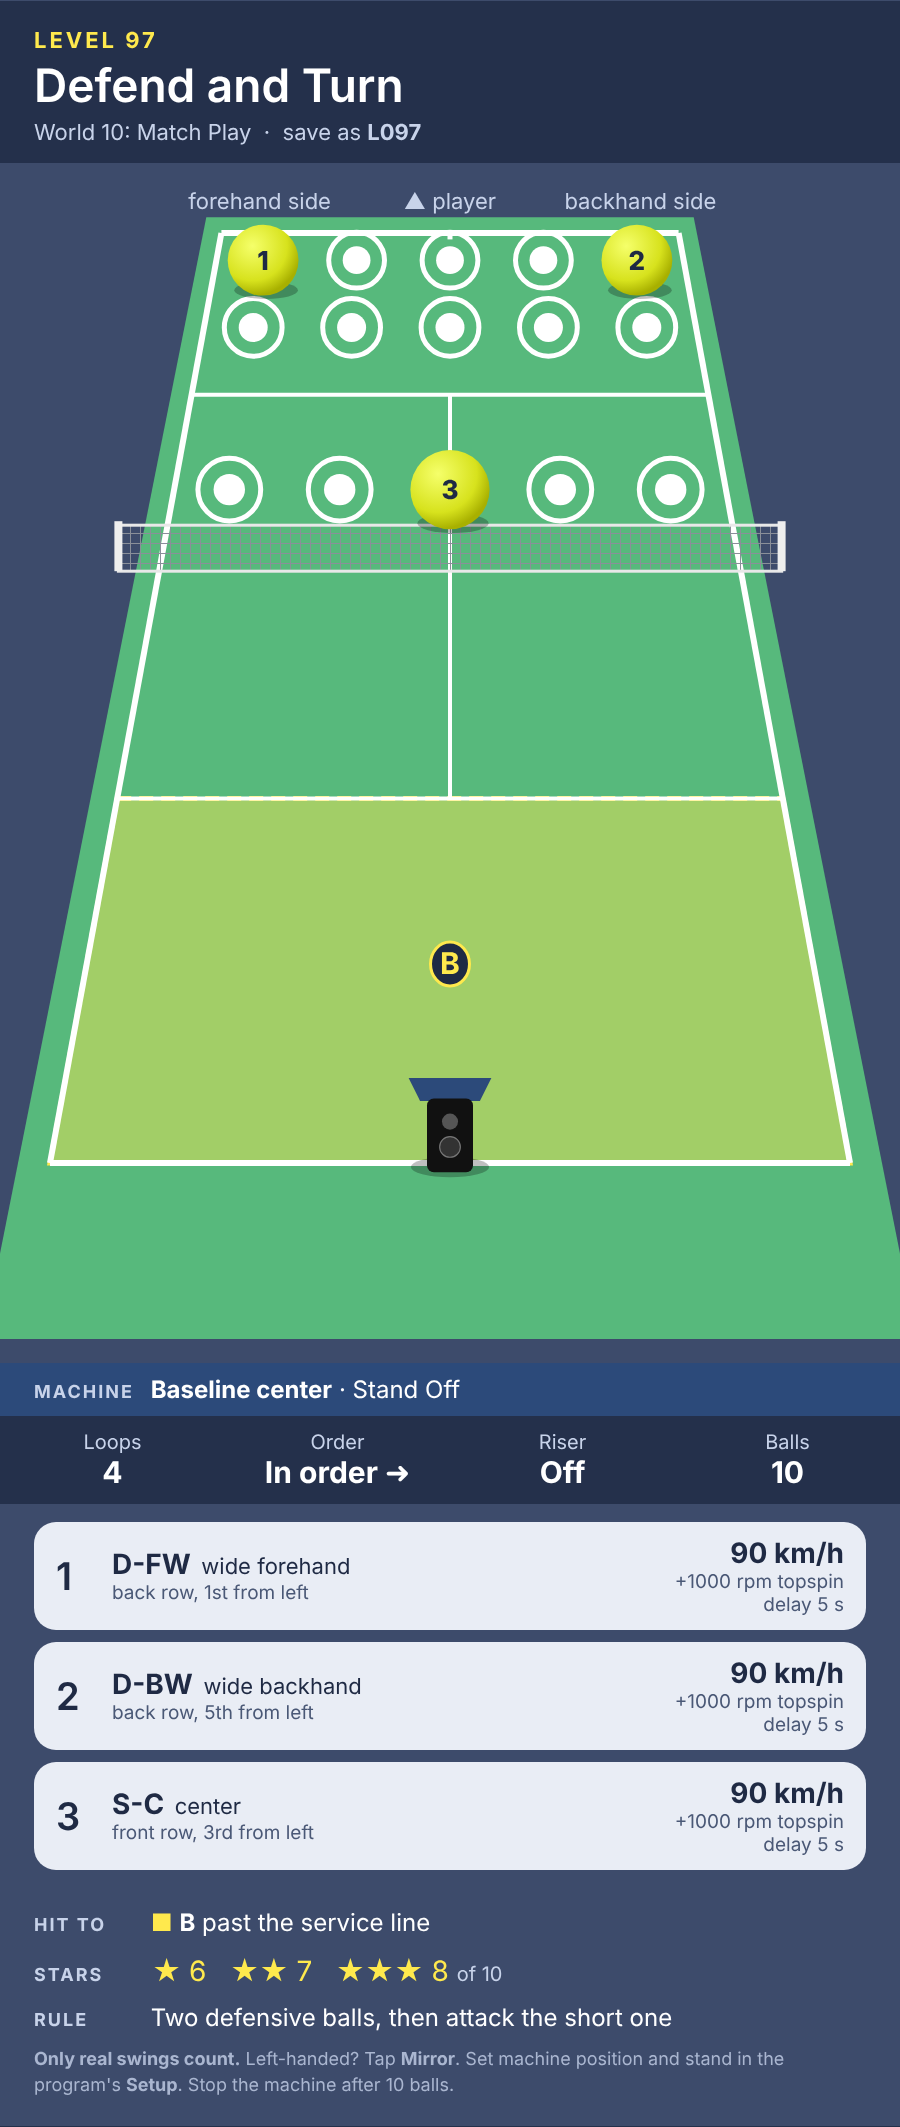 LEVEL 97
Defend and Turn
World 10: Match Play · save as L097
forehand side ▲ player backhand side
1 2
3
B
MACHINE Baseline center · Stand Off
Loops Order Riser Balls
4 In order → Off 10
1 D-FW wide forehand 90 km/h
back row, 1st from left +1000 rpm topspin
delay 5 s
2 D-BW wide backhand 90 km/h
back row, 5th from left +1000 rpm topspin
delay 5 s
3 S-C center 90 km/h
front row, 3rd from left +1000 rpm topspin
delay 5 s
HIT TO B past the service line
STARS ★ 6 ★★ 7 ★★★ 8 of 10
RULE Two defensive balls, then attack the short one
Only real swings count. Left-handed? Tap Mirror. Set machine position and stand in the
program's Setup. Stop the machine after 10 balls.